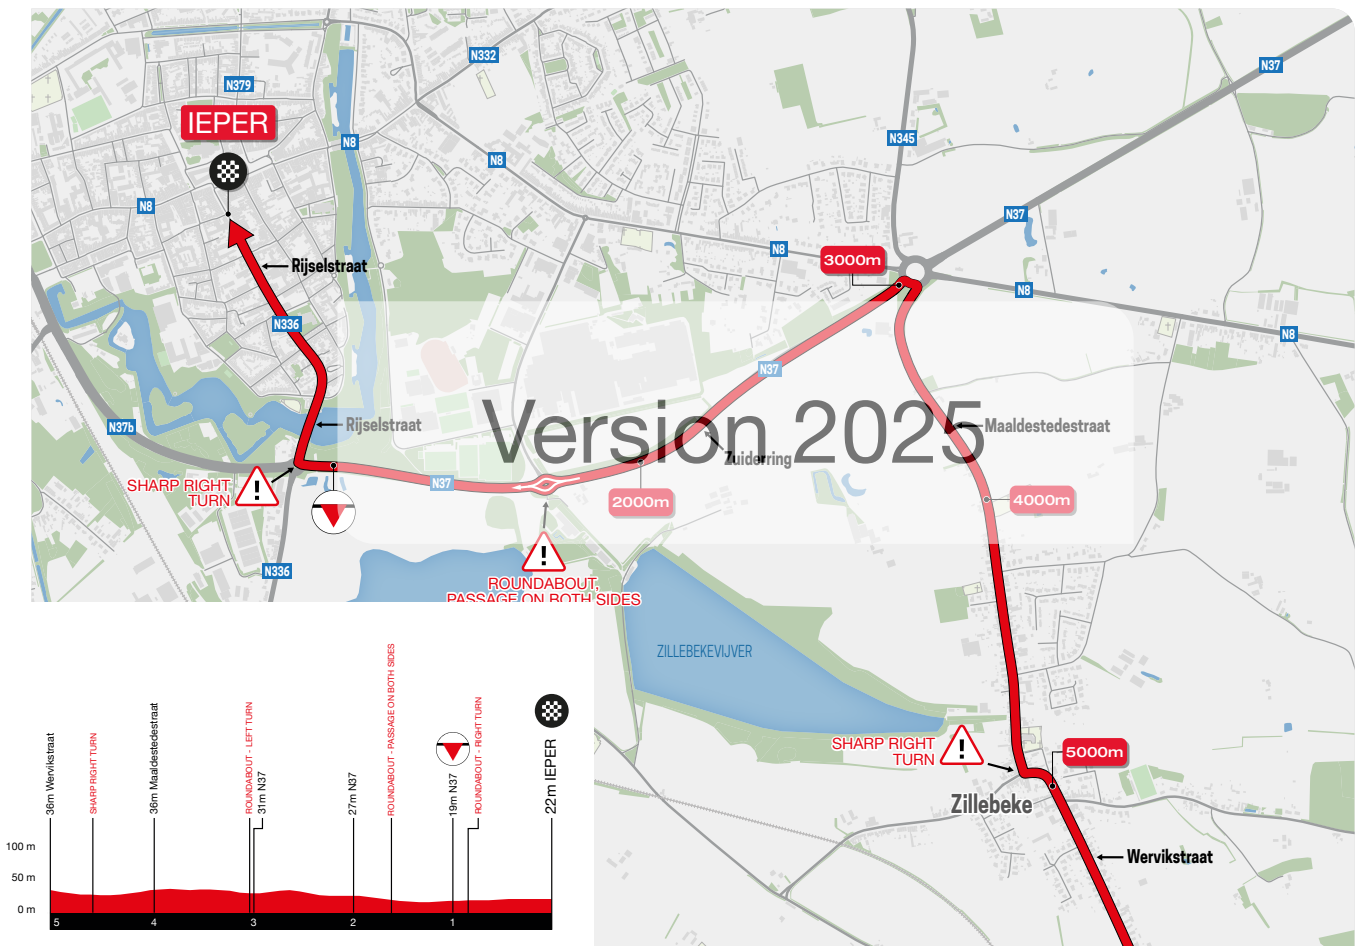 N332
N37
N379
IEPER
N8
N345
N8
N8
N37
N8
3000m
Rijselstraat
N8
N336
N8
N37
Version 2025
Rijselstraat
Maaldestedestraat
N37b
Zuiderring
SHARP RIGHT
TURN
N37
2000m
4000m
N336
ROUNDABOUT,
PASSAGE ON BOTH SIDES
ZILLEBEKEVIJVER
SHARP RIGHT
TURN
5000m
Zillebeke
Wervikstraat
36m Wervikstraat
SHARP RIGHT TURN
36m Maaldestedestraat
ROUNDABOUT - LEFT TURN
31m N37
27m N37
ROUNDABOUT - PASSAGE ON BOTH SIDES
19m N37
ROUNDABOUT - RIGHT TURN
22m IEPER
100 m
50 m
0 m
5
4
3
2
1